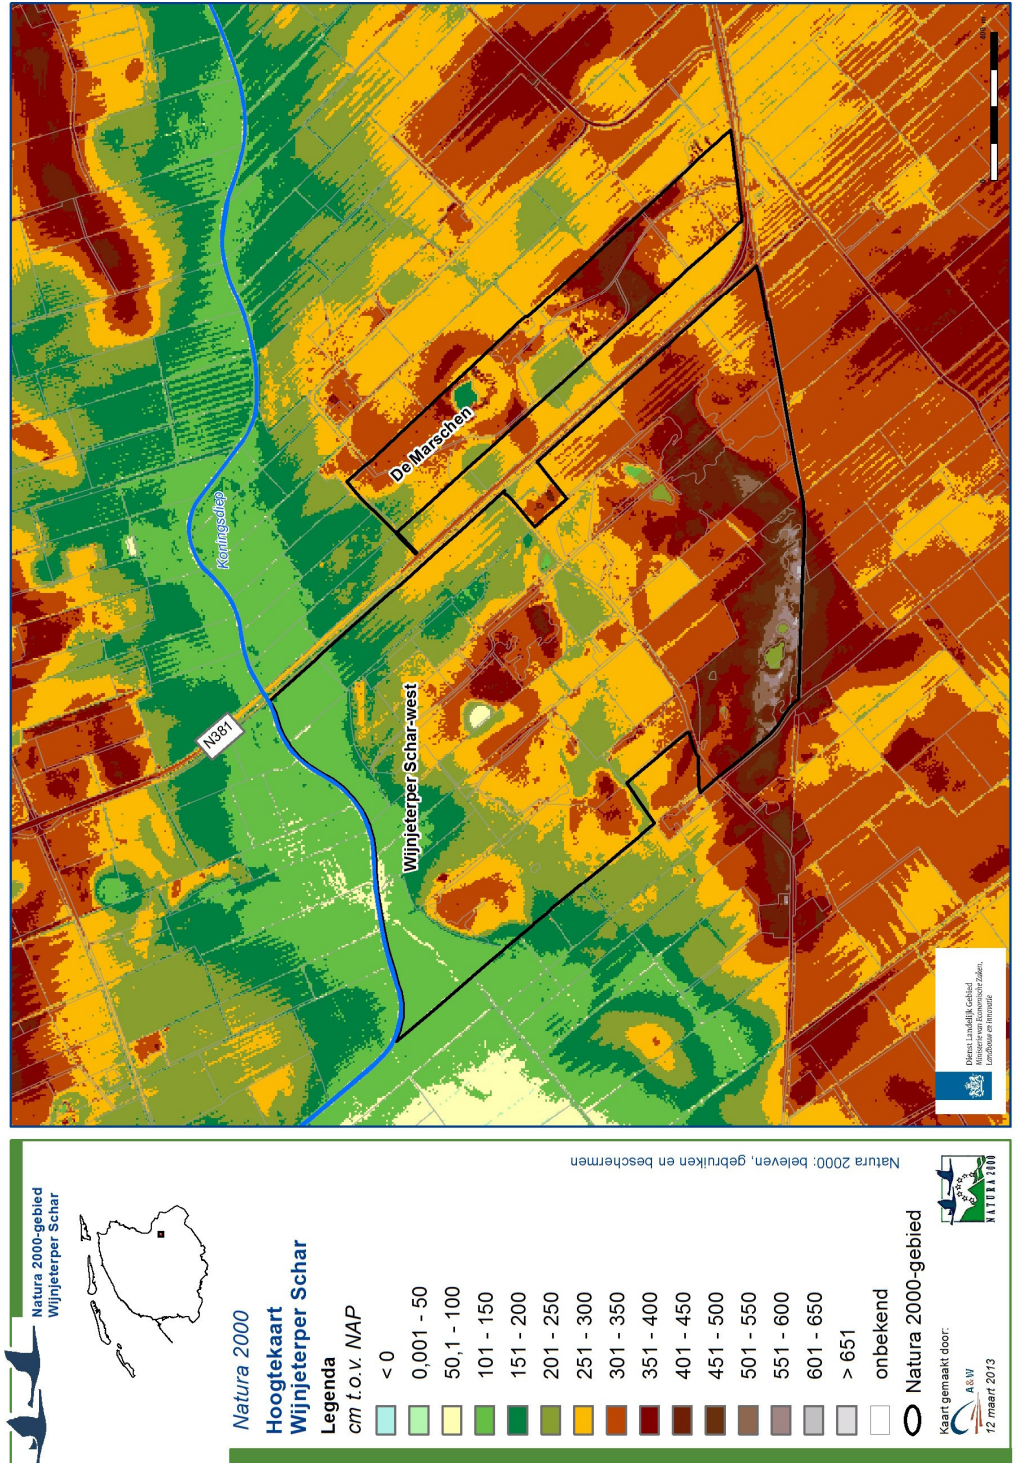 Natura 2000-gebied
Wijnjeterper Schar
Natura 2000
Hoogtekaart
Wijnjeterper Schar
Legenda
cm t.o.v. NAP
< 0
0,001 - 50
50,1 - 100
101 - 150
151 - 200
201 - 250
251 - 300
301 - 350
351 - 400
401 - 450
451 - 500
501 - 550
551 - 600
601 - 650
> 651
onbekend
Natura 2000-gebied
Kaart gemaakt door:
A&W
12 maart 2013
NATURA 2000
Natura 2000: beleven, gebruiken en beschermen
Koningsdiep
N381
De Marschen
Wijnjeterper Schar-west
Dienst Landelijk Gebied
Ministerie van Economische Zaken,
Landbouw en Innovatie